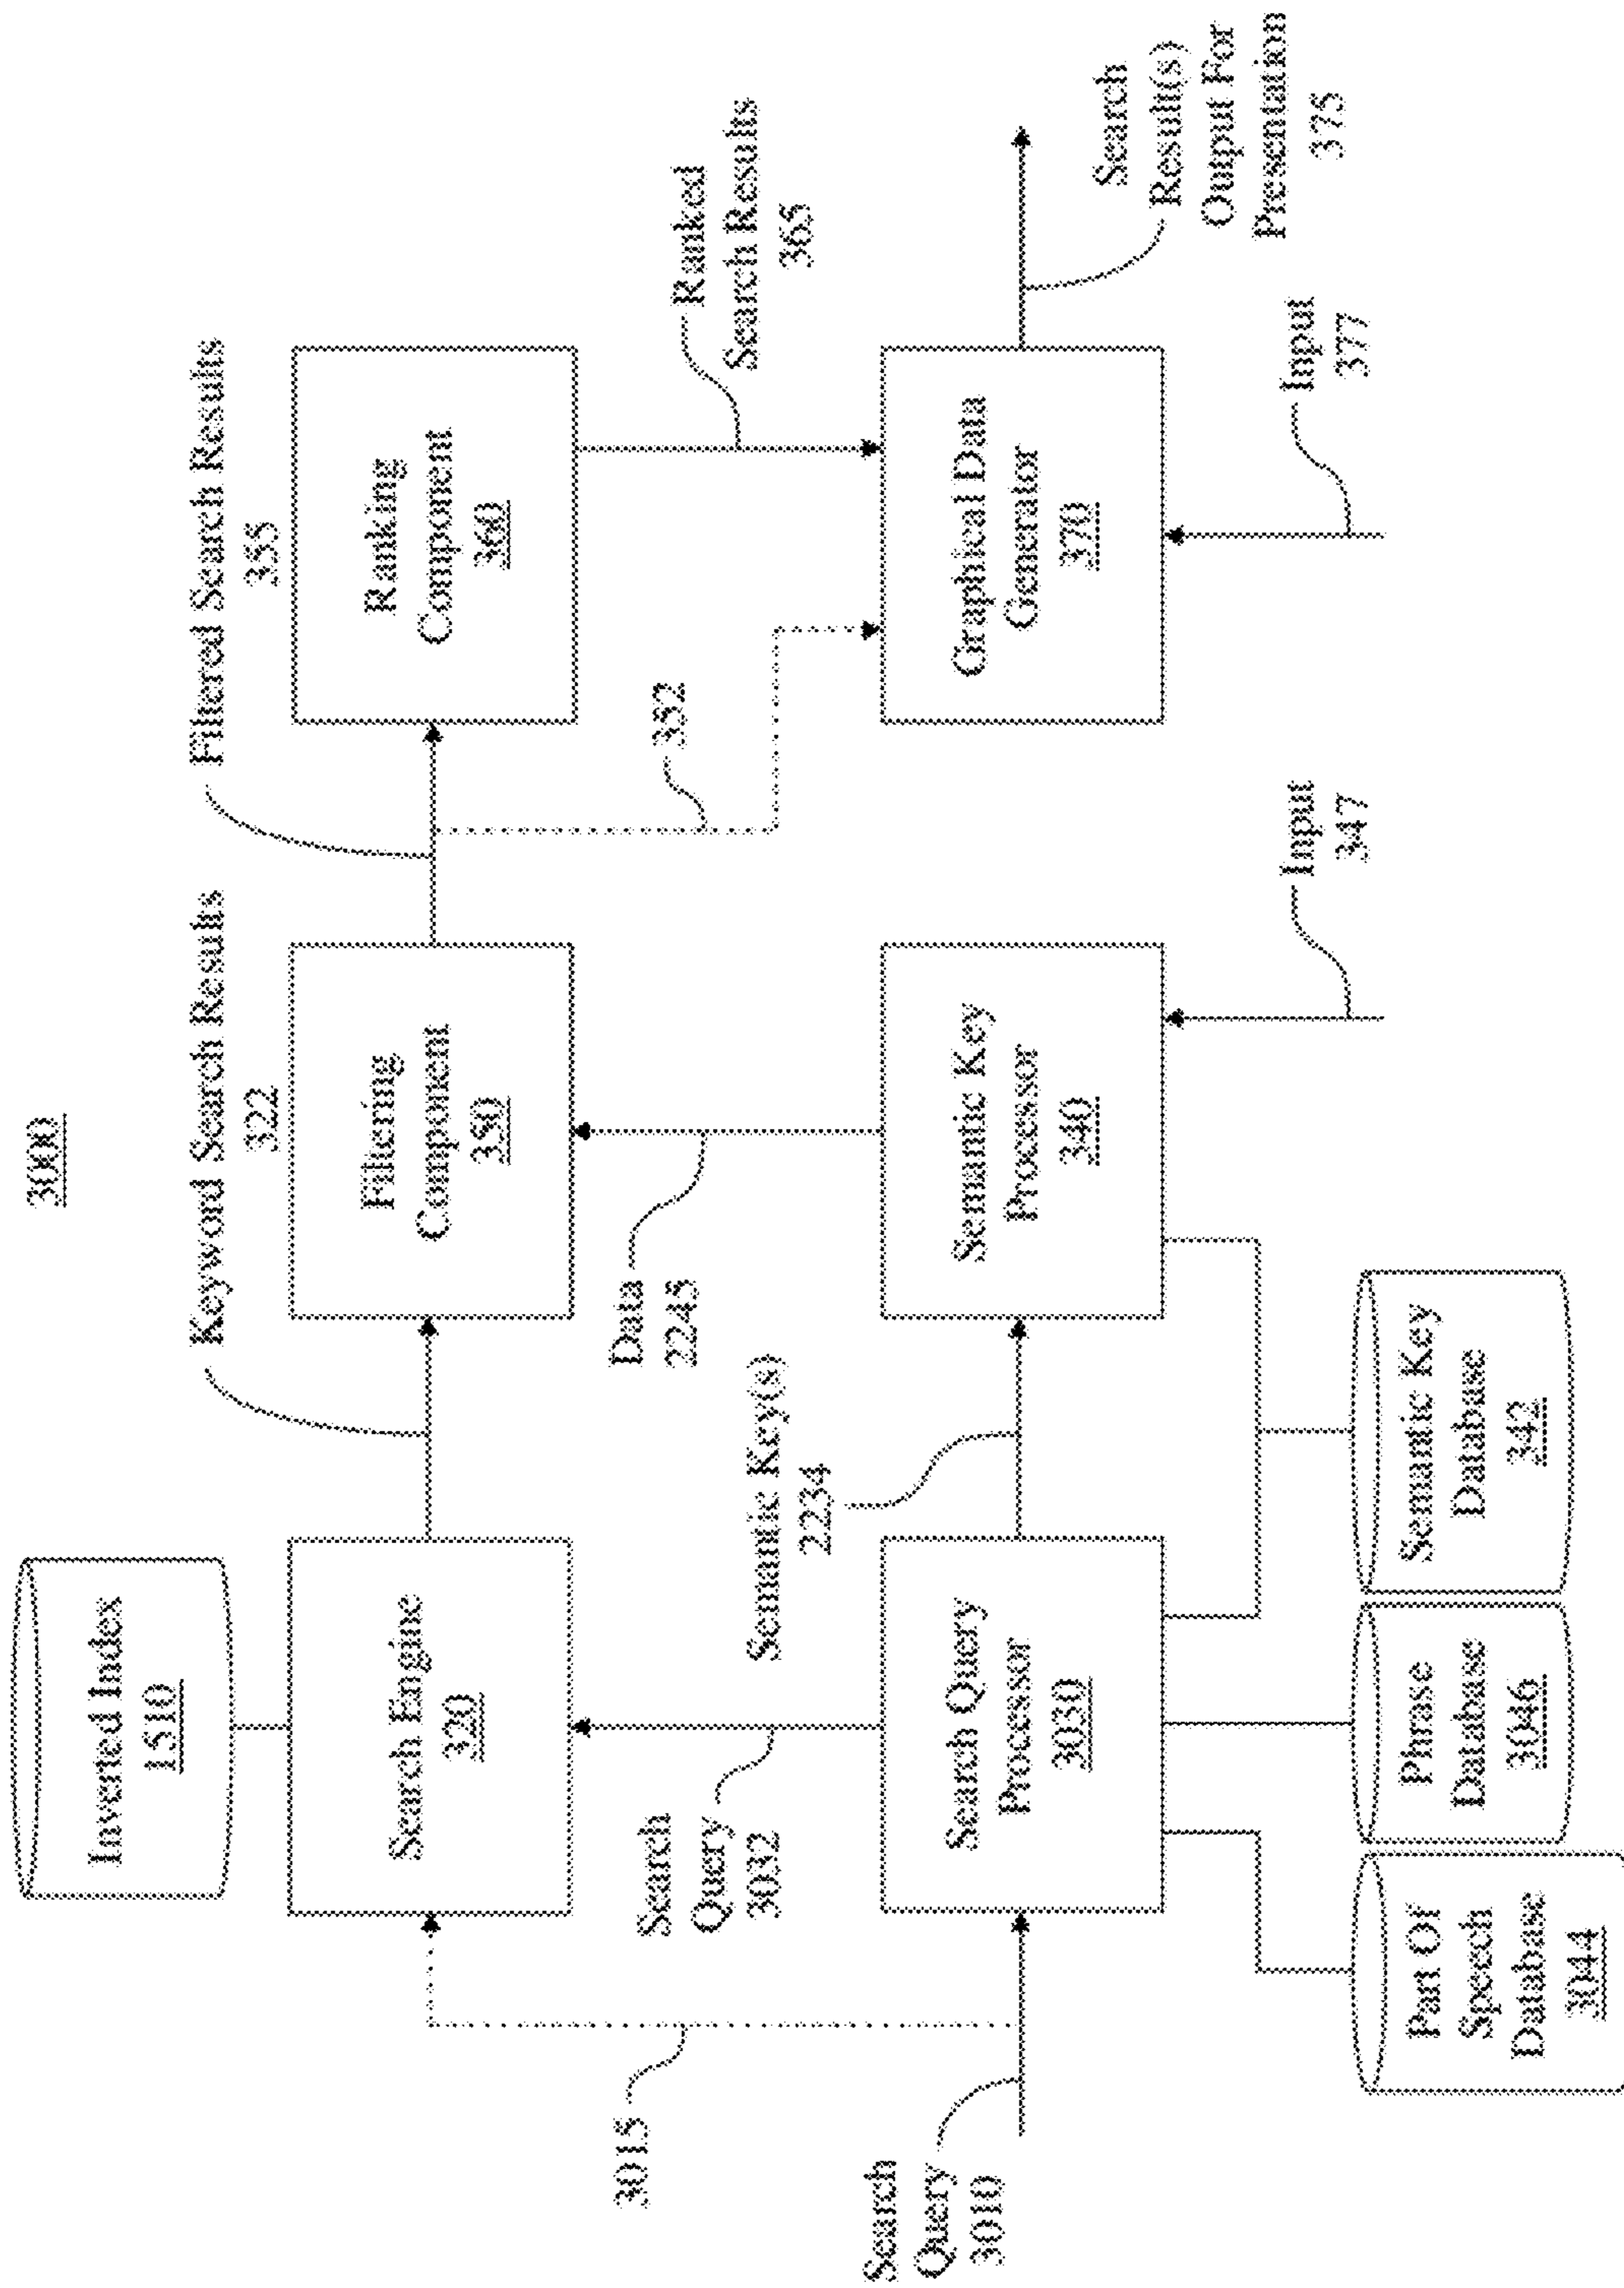 3000
Inverted Index
1510
Keyword Search Results
322
Filtered Search Results
355
Search Engine
320
Filtering
Component
350
Ranking
Component
360
3015
Search
Query
3032
Data
2245
352
Ranked
Search Results
365
Semantic Key(s)
2234
Search
Query
3010
Search Query
Processor
3030
Semantic Key
Processor
340
Graphical Data
Generator
370
Search
Result(s)
Output For
Presentation
375
Input
347
Input
377
Part Of
Speech
Database
3044
Phrase
Database
3046
Semantic Key
Database
342